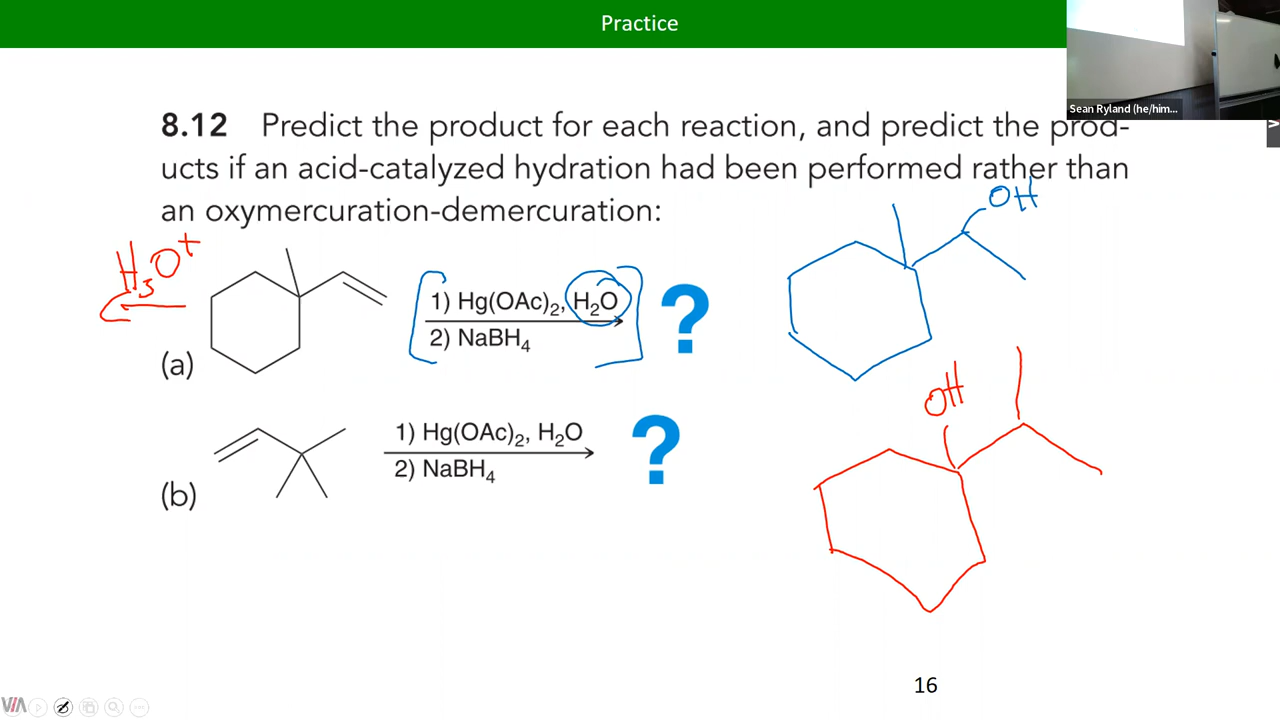 Practice
Sean Ryland (he/him...
8.12 Predict the product for each reaction, and predict the prod-
ucts if an acid-catalyzed hydration had been performed rather than
an oxymercuration-demercuration:
OH
H₃O⁺
(a)
1) Hg(OAc)₂, H₂O
2) NaBH₄
?
OH
(b)
1) Hg(OAc)₂, H₂O
2) NaBH₄
?
16
VIA